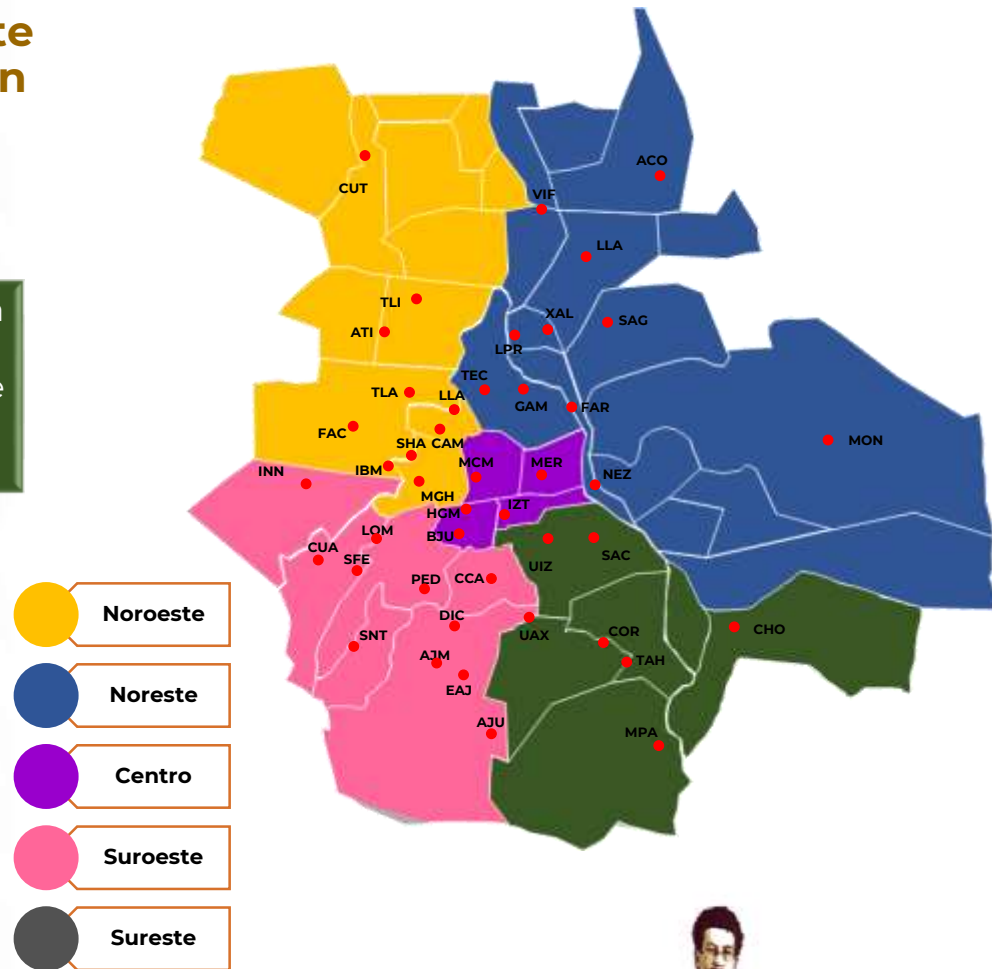 te
n
n
e
ACO
CUT
VIF
LLA
TLI
XAL
SAG
ATI
LPR
TEC
TLA
LLA
GAM
FAR
FAC
SHA
CAM
MON
INN
IBM
MCM
MER
NEZ
MGH
IZT
HGM
LOM
BJU
CUA
SFE
SAC
UIZ
PED
CCA
DIC
CHO
SNT
UAX
COR
AJM
TAH
EAJ
AJU
MPA
Noroeste
Noreste
Centro
Suroeste
Sureste